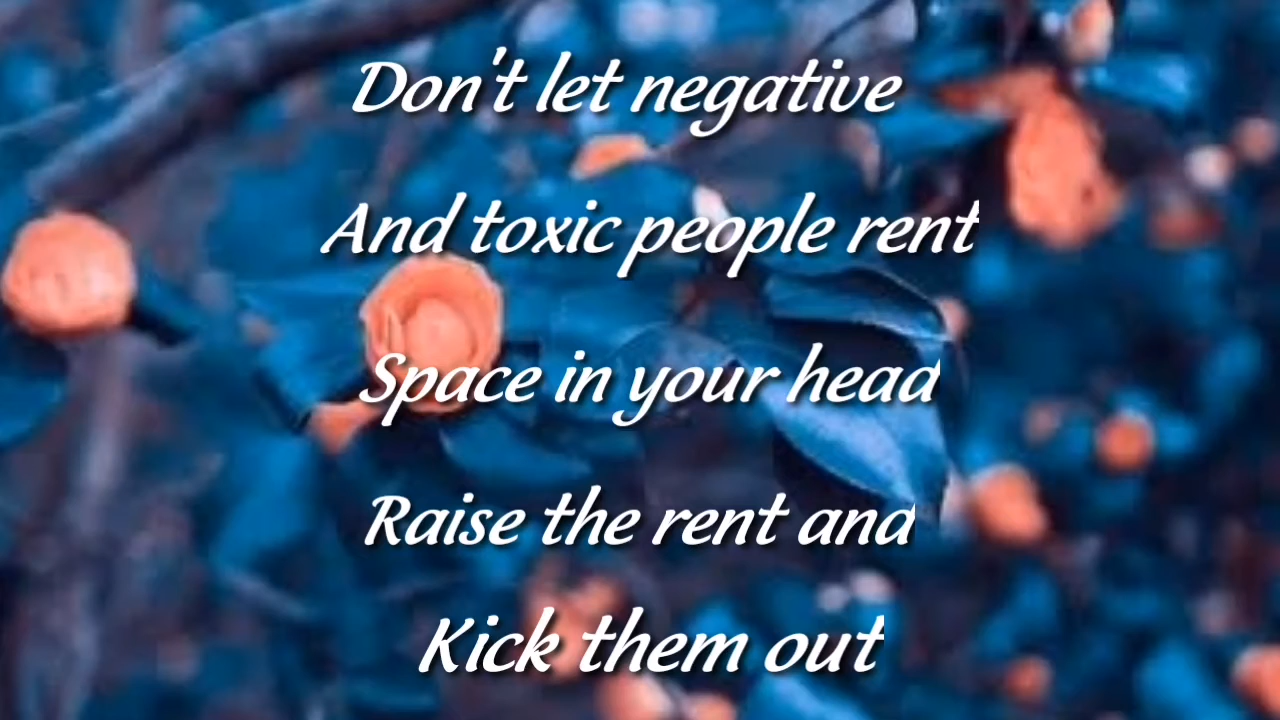 Don't let negative
And toxic people rent
Space in your head
Raise the rent and
Kick them out